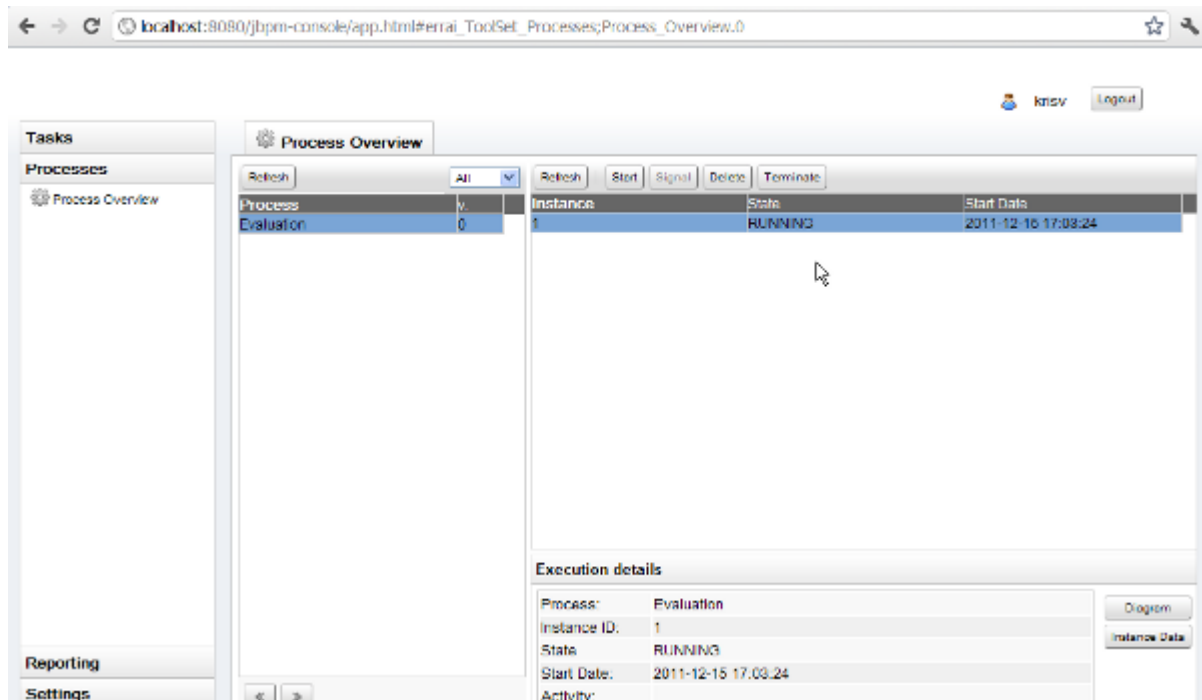 localhost:8080/jbpm-console/app.html#errai_ToolSet_Processes;Process_Overview.0
krisv Logout
Tasks
Processes
Process Overview
Reporting
Settings
Process Overview
Refresh All
Process v.
Evaluation 0
« »
Refresh Start Signal Delete Terminate
Instance State Start Date
1 RUNNING 2011-12-15 17:03:24
Execution details
Process: Evaluation
Instance ID: 1
State RUNNING
Start Date: 2011-12-15 17:03:24
Activity:
Diagram
Instance Data